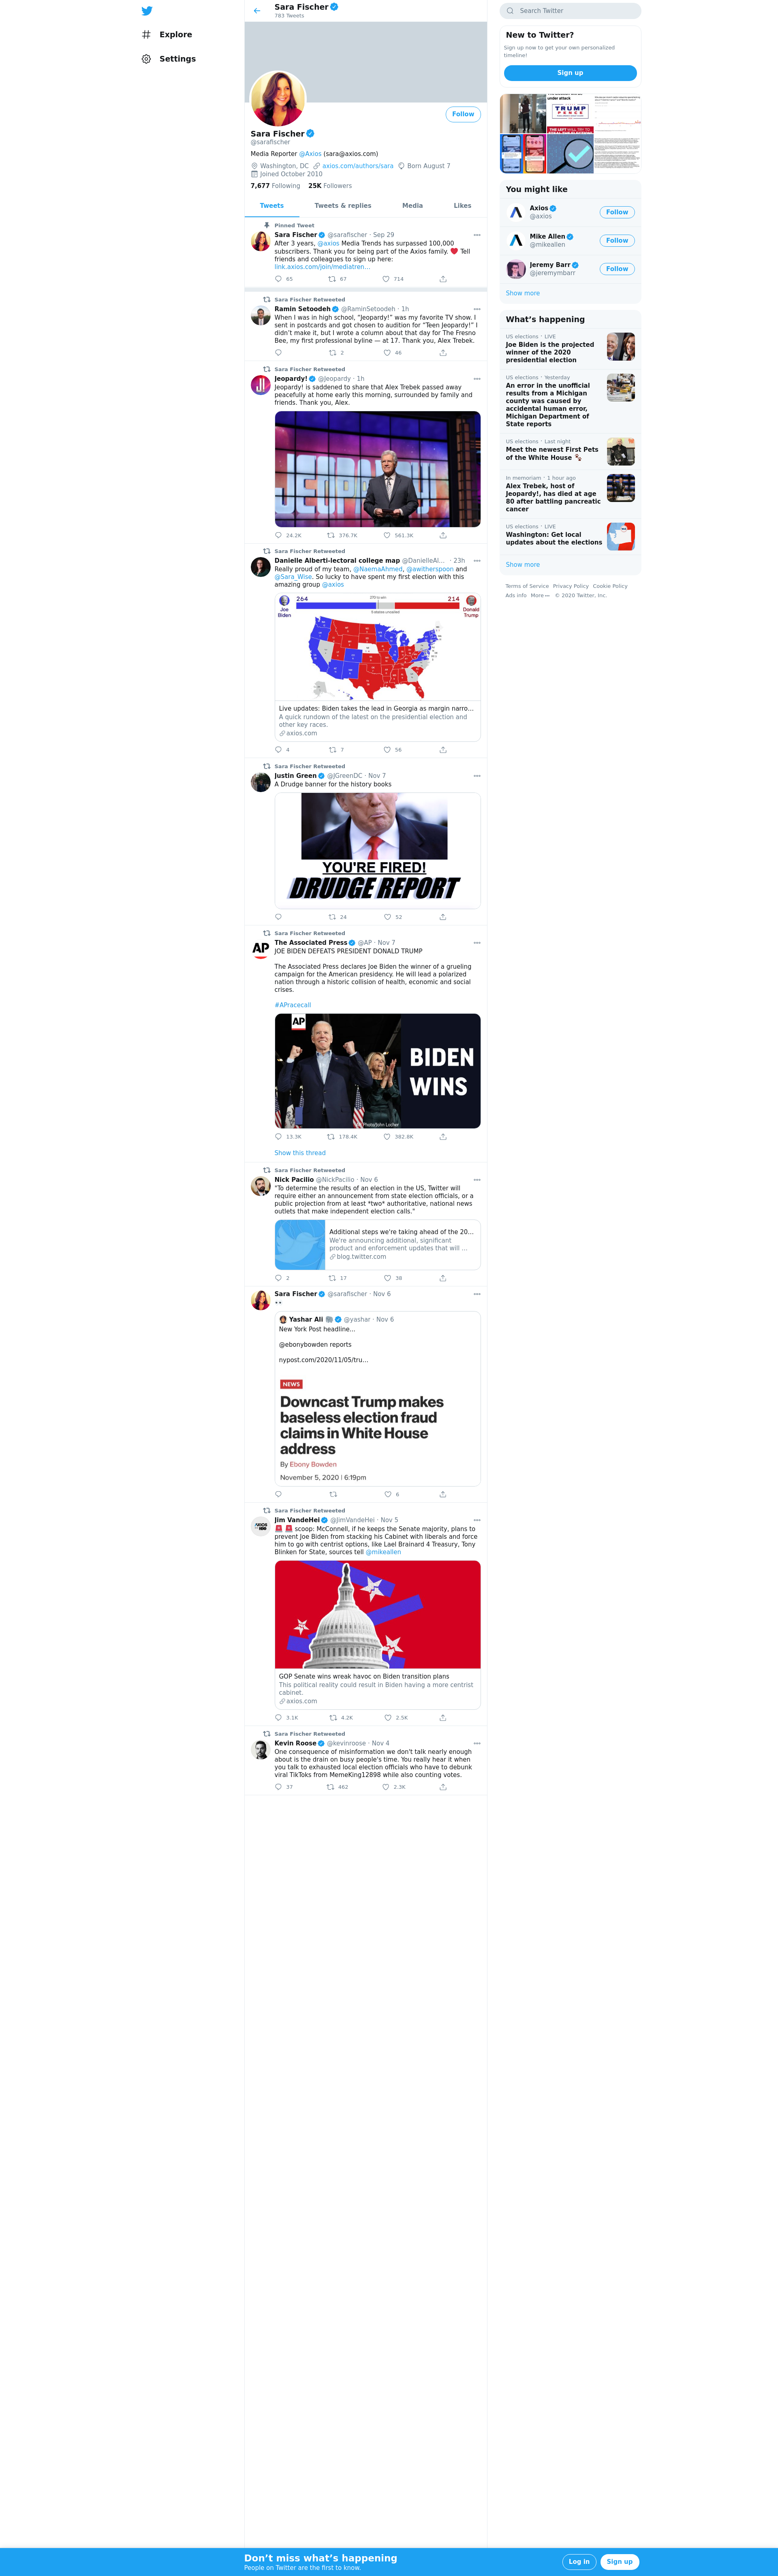 Explore
Settings
Sara Fischer
783 Tweets
Follow
Sara Fischer
@sarafischer
Media Reporter @Axios (sara@axios.com)
Washington, DC axios.com/authors/sara Born August 7
Joined October 2010
7,677 Following 25K Followers
Tweets Tweets & replies Media Likes
Pinned Tweet
Sara Fischer @sarafischer · Sep 29
After 3 years, @axios Media Trends has surpassed 100,000
subscribers. Thank you for being part of the Axios family. ❤️ Tell
friends and colleagues to sign up here:
link.axios.com/join/mediatren…
65 67 714
Sara Fischer Retweeted
Ramin Setoodeh @RaminSetoodeh · 1h
When I was in high school, "Jeopardy!" was my favorite TV show. I
sent in postcards and got chosen to audition for "Teen Jeopardy!" I
didn't make it, but I wrote a column about that day for The Fresno
Bee, my first professional byline — at 17. Thank you, Alex Trebek.
2 46
Sara Fischer Retweeted
Jeopardy! @Jeopardy · 1h
Jeopardy! is saddened to share that Alex Trebek passed away
peacefully at home early this morning, surrounded by family and
friends. Thank you, Alex.
24.2K 376.7K 561.3K
Sara Fischer Retweeted
Danielle Alberti-lectoral college map @DanielleAl… · 23h
Really proud of my team, @NaemaAhmed, @awitherspoon and
@Sara_Wise. So lucky to have spent my first election with this
amazing group @axios
264 214
Joe
Biden
Donald
Trump
Live updates: Biden takes the lead in Georgia as margin narro…
A quick rundown of the latest on the presidential election and
other key races.
axios.com
4 7 56
Sara Fischer Retweeted
Justin Green @JGreenDC · Nov 7
A Drudge banner for the history books
YOU'RE FIRED!
DRUDGE REPORT
24 52
Sara Fischer Retweeted
The Associated Press @AP · Nov 7
JOE BIDEN DEFEATS PRESIDENT DONALD TRUMP
The Associated Press declares Joe Biden the winner of a grueling
campaign for the American presidency. He will lead a polarized
nation through a historic collision of health, economic and social
crises.
#APracecall
AP
BIDEN
WINS
13.3K 178.4K 382.8K
Show this thread
Sara Fischer Retweeted
Nick Pacilio @NickPacilio · Nov 6
"To determine the results of an election in the US, Twitter will
require either an announcement from state election officials, or a
public projection from at least *two* authoritative, national news
outlets that make independent election calls."
Additional steps we're taking ahead of the 20…
We're announcing additional, significant
product and enforcement updates that will …
blog.twitter.com
2 17 38
Sara Fischer @sarafischer · Nov 6
Yashar Ali @yashar · Nov 6
New York Post headline…
@ebonybowden reports
nypost.com/2020/11/05/tru…
NEWS
Downcast Trump makes
baseless election fraud
claims in White House
address
By Ebony Bowden
November 5, 2020 | 6:19pm
6
Sara Fischer Retweeted
Jim VandeHei @JimVandeHei · Nov 5
🚨 🚨 scoop: McConnell, if he keeps the Senate majority, plans to
prevent Joe Biden from stacking his Cabinet with liberals and force
him to go with centrist options, like Lael Brainard 4 Treasury, Tony
Blinken for State, sources tell @mikeallen
GOP Senate wins wreak havoc on Biden transition plans
This political reality could result in Biden having a more centrist
cabinet.
axios.com
3.1K 4.2K 2.5K
Sara Fischer Retweeted
Kevin Roose @kevinroose · Nov 4
One consequence of misinformation we don't talk nearly enough
about is the drain on busy people's time. You really hear it when
you talk to exhausted local election officials who have to debunk
viral TikToks from MemeKing12898 while also counting votes.
37 462 2.3K
Search Twitter
New to Twitter?
Sign up now to get your own personalized
timeline!
Sign up
under attack
TRUMP
PENCE
You might like
Axios
@axios
Follow
Mike Allen
@mikeallen
Follow
Jeremy Barr
@jeremymbarr
Follow
Show more
What's happening
US elections · LIVE
Joe Biden is the projected
winner of the 2020
presidential election
US elections · Yesterday
An error in the unofficial
results from a Michigan
county was caused by
accidental human error,
Michigan Department of
State reports
US elections · Last night
Meet the newest First Pets
of the White House 🐾
In memoriam · 1 hour ago
Alex Trebek, host of
Jeopardy!, has died at age
80 after battling pancreatic
cancer
US elections · LIVE
Washington: Get local
updates about the elections
Show more
Terms of Service Privacy Policy Cookie Policy
Ads info More © 2020 Twitter, Inc.
Don't miss what's happening
People on Twitter are the first to know.
Log in Sign up